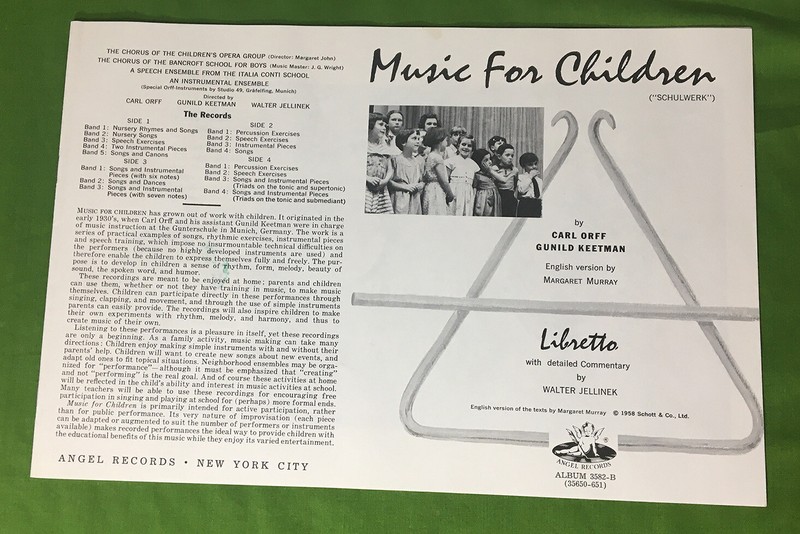 THE CHORUS OF THE CHILDREN'S OPERA GROUP (Director: Margaret John)
THE CHORUS OF THE BANCROFT SCHOOL FOR BOYS (Music Master: J. G. Wright)
A SPEECH ENSEMBLE FROM THE ITALIA CONTI SCHOOL
AN INSTRUMENTAL ENSEMBLE
(Special Orff-Instruments by Studio 49, Gräfelfing, Munich)
Directed by
CARL ORFF GUNILD KEETMAN WALTER JELLINEK
The Records
SIDE 1
Band 1: Nursery Rhymes and Songs
Band 2: Nursery Songs
Band 3: Speech Exercises
Band 4: Two Instrumental Pieces
Band 5: Songs and Canons
SIDE 2
Band 1: Percussion Exercises
Band 2: Speech Exercises
Band 3: Instrumental Pieces
Band 4: Songs
SIDE 3
Band 1: Songs and Instrumental
Pieces (with six notes)
Band 2: Songs and Dances
Band 3: Songs and Instrumental
Pieces (with seven notes)
SIDE 4
Band 1: Percussion Exercises
Band 2: Speech Exercises
Band 3: Songs and Instrumental Pieces
(Triads on the tonic and supertonic)
Band 4: Songs and Instrumental Pieces
(Triads on the tonic and submediant)
MUSIC FOR CHILDREN has grown out of work with children. It originated in the
early 1930's, when Carl Orff and his assistant Gunild Keetman were in charge
of music instruction at the Gunterschule in Munich, Germany. The work is a
series of practical examples of songs, rhythmic exercises, instrumental pieces
and speech training, which impose no insurmountable technical difficulties on
the performers (because no highly developed instruments are used) and
therefore enable the children to express themselves fully and freely. The pur-
pose is to develop in children a sense of rhythm, form, melody, beauty of
sound, the spoken word, and humor.
These recordings are meant to be enjoyed at home; parents and children
can use them, whether or not they have training in music, to make music
themselves. Children can participate directly in these performances through
singing, clapping, and movement, and through the use of simple instruments
parents can easily provide. The recordings will also inspire children to make
their own experiments with rhythm, melody, and harmony, and thus to
create music of their own.
Listening to these performances is a pleasure in itself, yet these recordings
are only a beginning. As a family activity, music making can take many
directions; Children enjoy making simple instruments with and without their
parents' help. Children will want to create new songs about new events, and
adapt old ones to fit topical situations. Neighborhood ensembles may be orga-
nized for "performance"—although it must be emphasized that "creating"
and not "performing" is the real goal. And of course these activities at home
will be reflected in the child's ability and interest in music activities at school.
Many teachers will be able to use these recordings for encouraging free
participation in singing and playing at school for (perhaps) more formal ends.
Music for Children is primarily intended for active participation, rather
than for public performance. Its very nature of improvisation (each piece
can be adapted or augmented to suit the number of performers or instruments
available) makes recorded performances the ideal way to provide children with
the educational benefits of this music while they enjoy its varied entertainment.
ANGEL RECORDS • NEW YORK CITY
Music For Children
("SCHULWERK")
by
CARL ORFF
GUNILD KEETMAN
English version by
MARGARET MURRAY
Libretto
with detailed Commentary
by
WALTER JELLINEK
English version of the texts by Margaret Murray © 1958 Schott & Co., Ltd.
ANGEL RECORDS
ALBUM 3582-B
(35650-651)